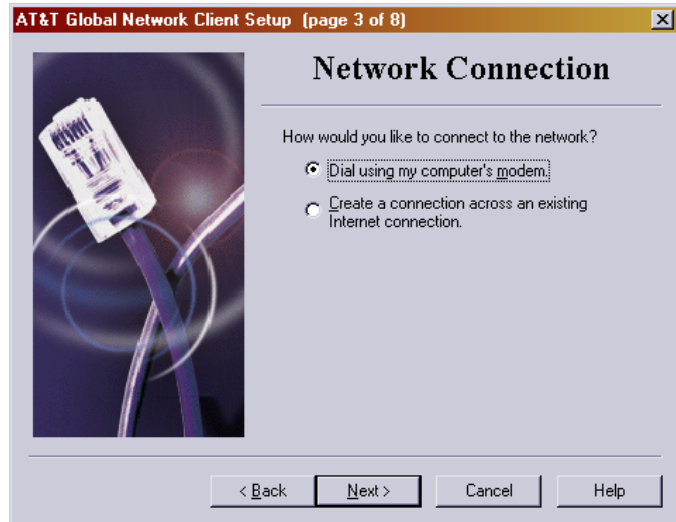 AT&T Global Network Client Setup (page 3 of 8)
Network Connection
How would you like to connect to the network?
Dial using my computer's modem.
Create a connection across an existing
Internet connection.
< Back
Next >
Cancel
Help